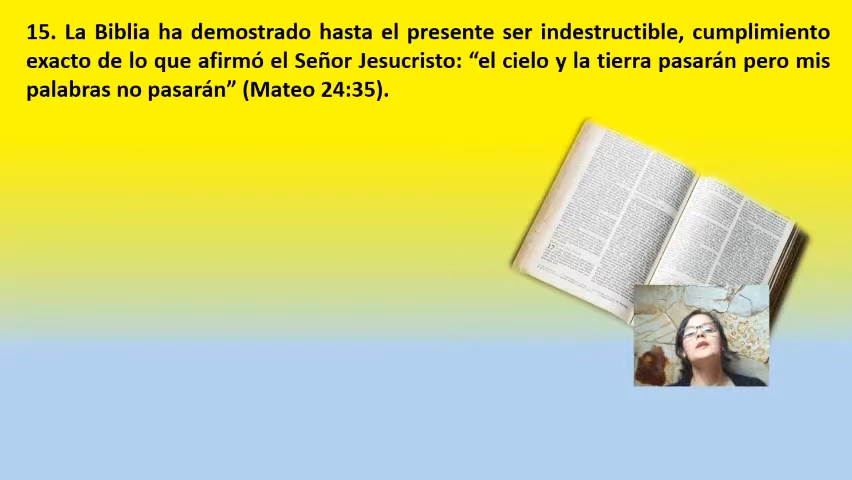 15. La Biblia ha demostrado hasta el presente ser indestructible, cumplimiento
exacto de lo que afirmó el Señor Jesucristo: “el cielo y la tierra pasarán pero mis
palabras no pasarán” (Mateo 24:35).